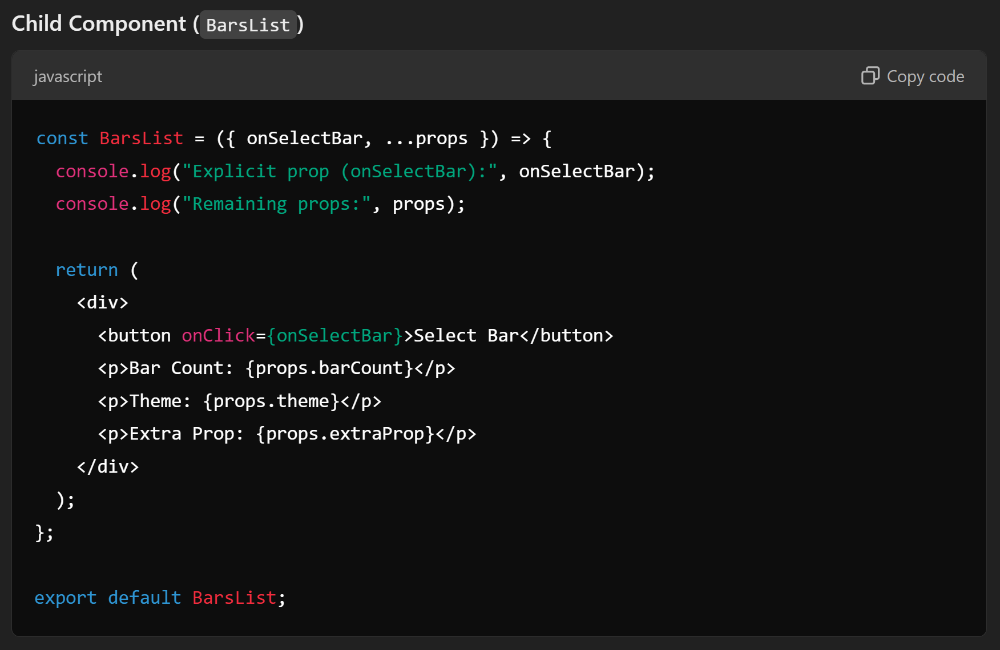 Child Component (BarsList)
javascript
Copy code
const BarsList = ({ onSelectBar, ...props }) => {
  console.log("Explicit prop (onSelectBar):", onSelectBar);
  console.log("Remaining props:", props);
  return (
    <div>
      <button onClick={onSelectBar}>Select Bar</button>
      <p>Bar Count: {props.barCount}</p>
      <p>Theme: {props.theme}</p>
      <p>Extra Prop: {props.extraProp}</p>
    </div>
  );
};
export default BarsList;